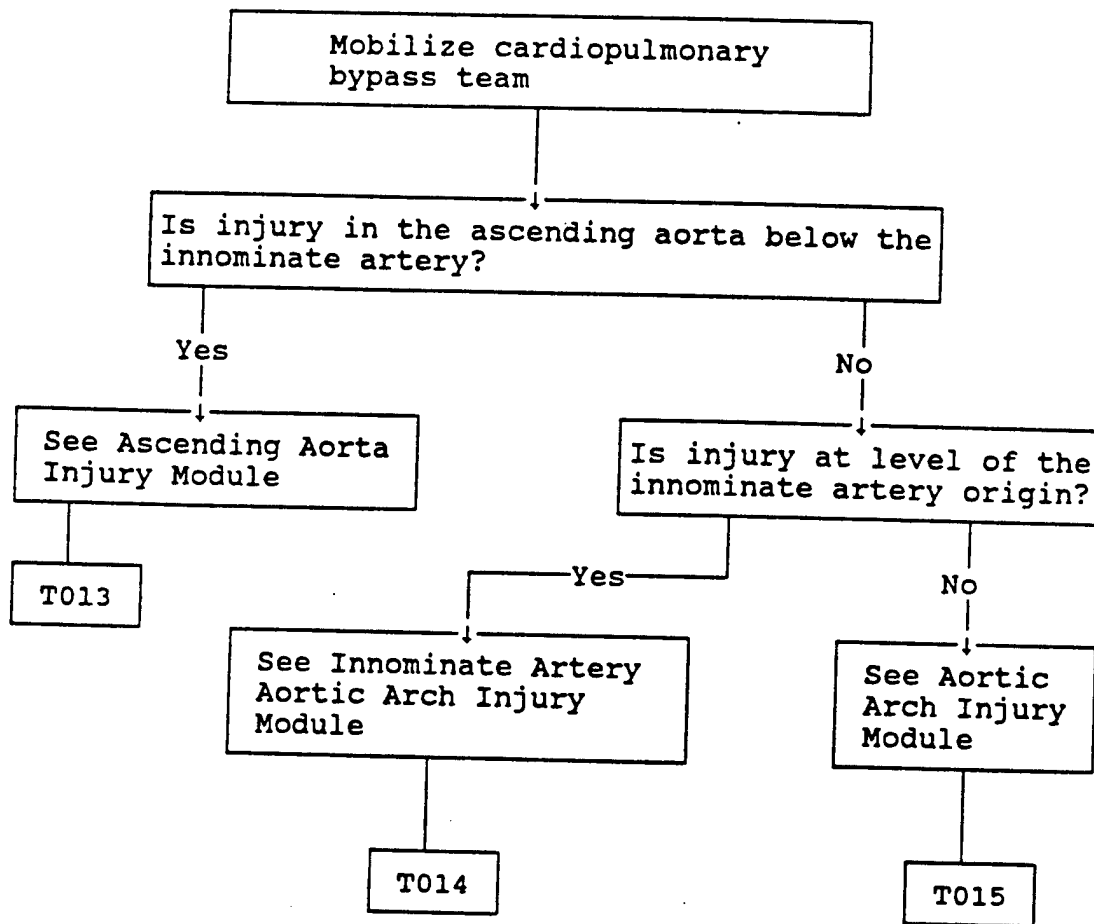 Mobilize cardiopulmonary
bypass team
Is injury in the ascending aorta below the
innominate artery?
Yes
No
See Ascending Aorta
Injury Module
Is injury at level of the
innominate artery origin?
T013
Yes
No
See Innominate Artery
Aortic Arch Injury
Module
See Aortic
Arch Injury
Module
T014
T015